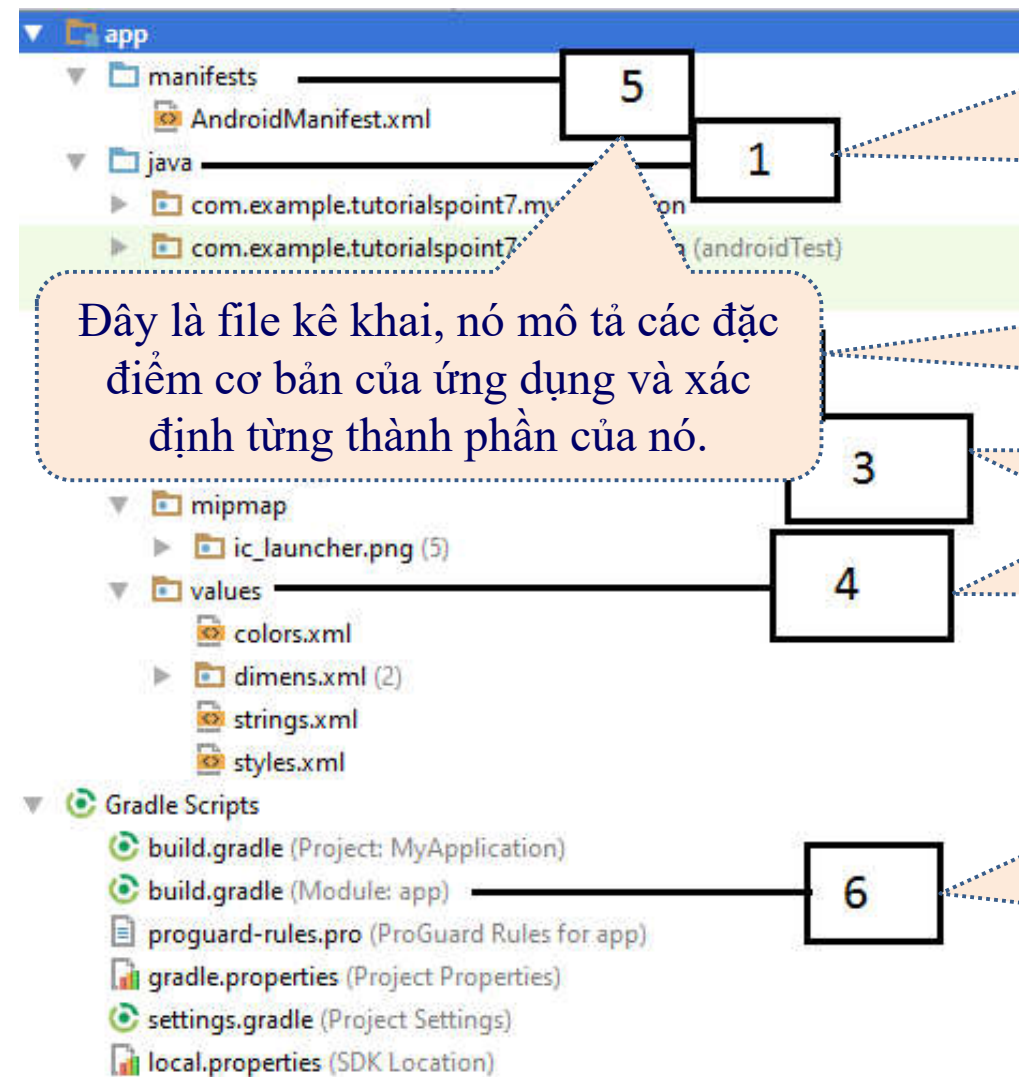 app
manifests
5
AndroidManifest.xml
java
1
com.example.tutorialspoint7.my
on
com.example.tutorialspoint7
(androidTest)
Đây là file kê khai, nó mô tả các đặc
điểm cơ bản của ứng dụng và xác
định từng thành phần của nó.
3
mipmap
ic_launcher.png (5)
values
4
colors.xml
dimens.xml (2)
strings.xml
styles.xml
Gradle Scripts
build.gradle (Project: MyApplication)
build.gradle (Module: app)
6
proguard-rules.pro (ProGuard Rules for app)
gradle.properties (Project Properties)
settings.gradle (Project Settings)
local.properties (SDK Location)